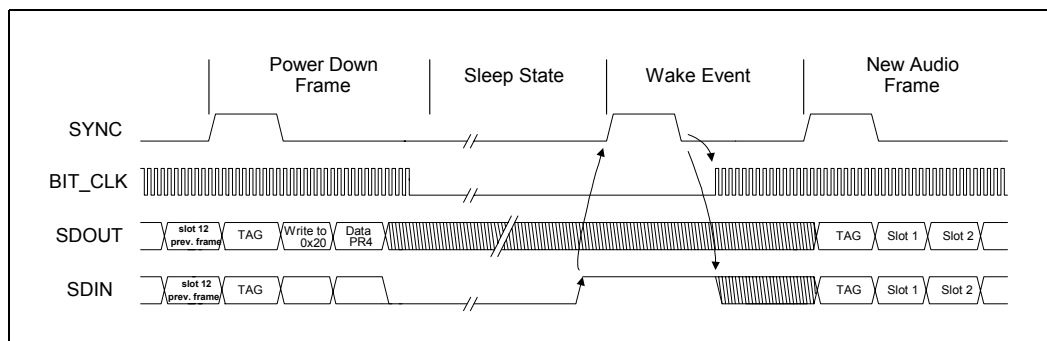 Power Down
Frame
Sleep State
Wake Event
New Audio
Frame
SYNC
BIT_CLK
SDOUT
slot 12
prev. frame
TAG
Write to
0x20
Data
PR4
TAG
Slot 1
Slot 2
SDIN
slot 12
prev. frame
TAG
TAG
Slot 1
Slot 2